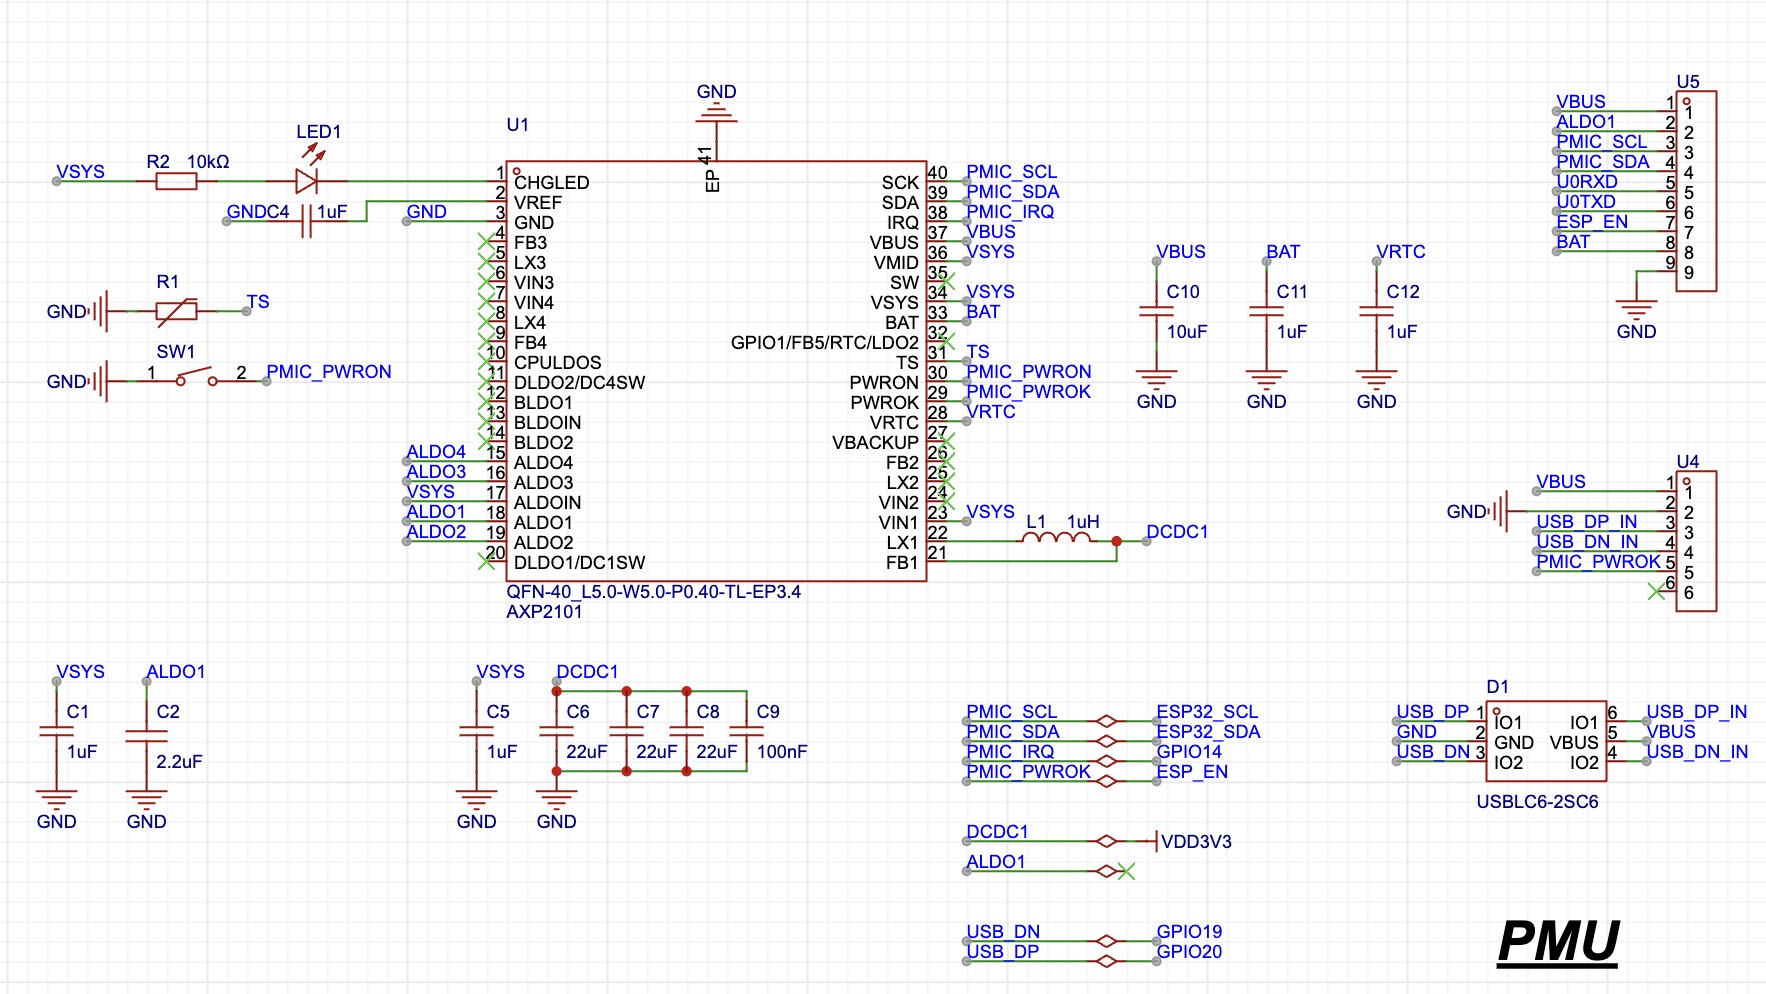 GND
U1
EP 41
LED1
R2 10kΩ
VSYS
GND C4 1uF
GND
R1
GND TS
SW1
GND 1 2 PMIC_PWRON
ALDO4
ALDO3
VSYS
ALDO1
ALDO2
1 CHGLED
2 VREF
3 GND
4 FB3
5 LX3
6 VIN3
7 VIN4
8 LX4
9 FB4
10 CPULDOS
11 DLDO2/DC4SW
12 BLDO1
13 BLDOIN
14 BLDO2
15 ALDO4
16 ALDO3
17 ALDOIN
18 ALDO1
19 ALDO2
20 DLDO1/DC1SW
SCK 40 PMIC_SCL
SDA 39 PMIC_SDA
IRQ 38 PMIC_IRQ
VBUS 37 VBUS
VMID 36 VSYS
SW 35
VSYS 34 VSYS
BAT 33 BAT
GPIO1/FB5/RTC/LDO2 32
TS 31 TS
PWRON 30 PMIC_PWRON
PWROK 29 PMIC_PWROK
VRTC 28 VRTC
VBACKUP 27
FB2 26
LX2 25
VIN2 24
VIN1 23 VSYS
LX1 22 L1 1uH DCDC1
FB1 21
QFN-40_L5.0-W5.0-P0.40-TL-EP3.4
AXP2101
VBUS BAT VRTC
C10 C11 C12
10uF 1uF 1uF
GND GND GND
U5
VBUS 1 1
ALDO1 2 2
PMIC_SCL 3 3
PMIC_SDA 4 4
U0RXD 5 5
U0TXD 6 6
ESP_EN 7 7
BAT 8 8
9 9
GND
U4
VBUS 1 1
GND 2 2
USB_DP_IN 3 3
USB_DN_IN 4 4
PMIC_PWROK 5 5
6 6
VSYS ALDO1
C1 C2
1uF 2.2uF
GND GND
VSYS DCDC1
C5 C6 C7 C8 C9
1uF 22uF 22uF 22uF 100nF
GND GND
PMIC_SCL ESP32_SCL
PMIC_SDA ESP32_SDA
PMIC_IRQ GPIO14
PMIC_PWROK ESP_EN
DCDC1 VDD3V3
ALDO1
USB_DN GPIO19
USB_DP GPIO20
D1
USB_DP 1 IO1 IO1 6 USB_DP_IN
GND 2 GND VBUS 5 VBUS
USB_DN 3 IO2 IO2 4 USB_DN_IN
USBLC6-2SC6
PMU